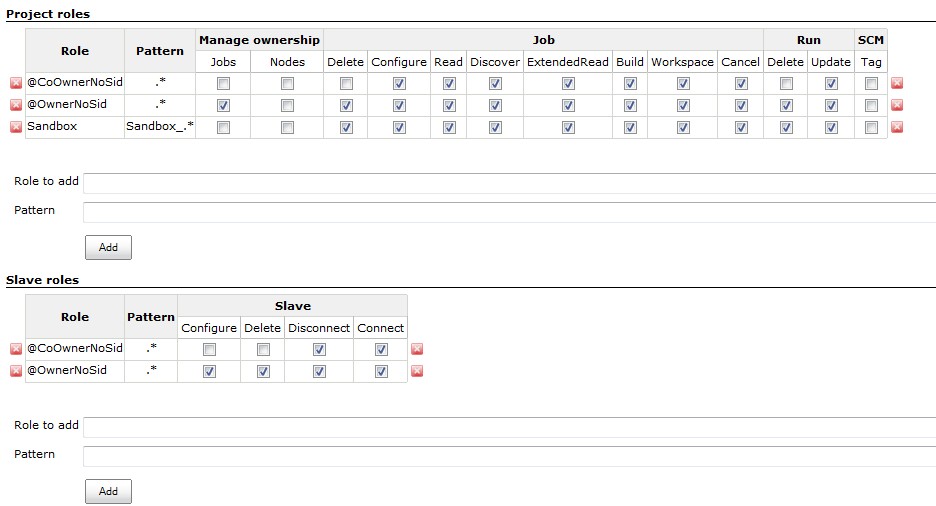 Project roles
Role Pattern Manage ownership Job Run SCM
Jobs Nodes Delete Configure Read Discover ExtendedRead Build Workspace Cancel Delete Update Tag
@CoOwnerNoSid .*
@OwnerNoSid .*
Sandbox Sandbox_.*
Role to add
Pattern
Add
Slave roles
Role Pattern Slave
Configure Delete Disconnect Connect
@CoOwnerNoSid .*
@OwnerNoSid .*
Role to add
Pattern
Add